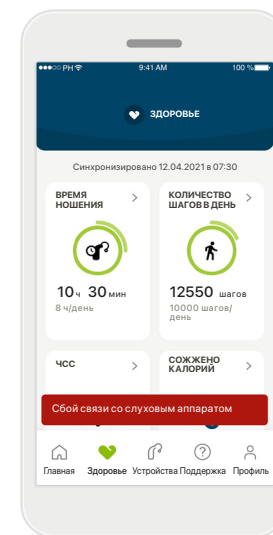 ●●●○○ PH 9:41 AM 100 %
ЗДОРОВЬЕ
Синхронизировано 12.04.2021 в 07:30
ВРЕМЯ
НОШЕНИЯ
10 ч 30 мин
8 ч/день
КОЛИЧЕСТВО
ШАГОВ В ДЕНЬ
12550 шагов
10000 шагов/
день
ЧСС
СОЖЖЕНО
КАЛОРИЙ
Сбой связи со слуховым аппаратом
Главная Здоровье Устройства Поддержка Профиль